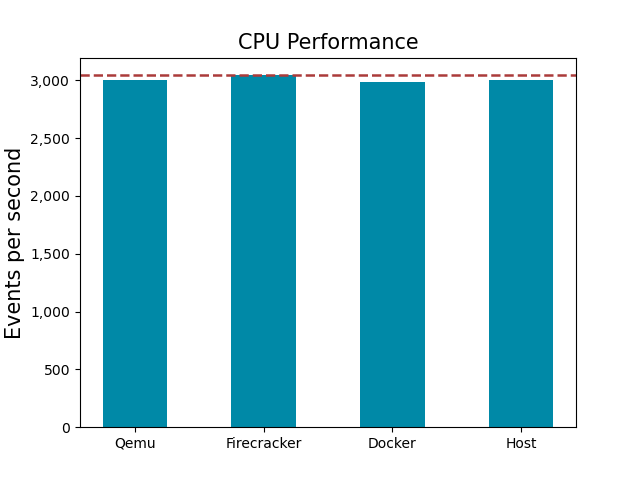 CPU Performance
Events per second
3,000
2,500
2,000
1,500
1,000
500
0
Qemu
Firecracker
Docker
Host